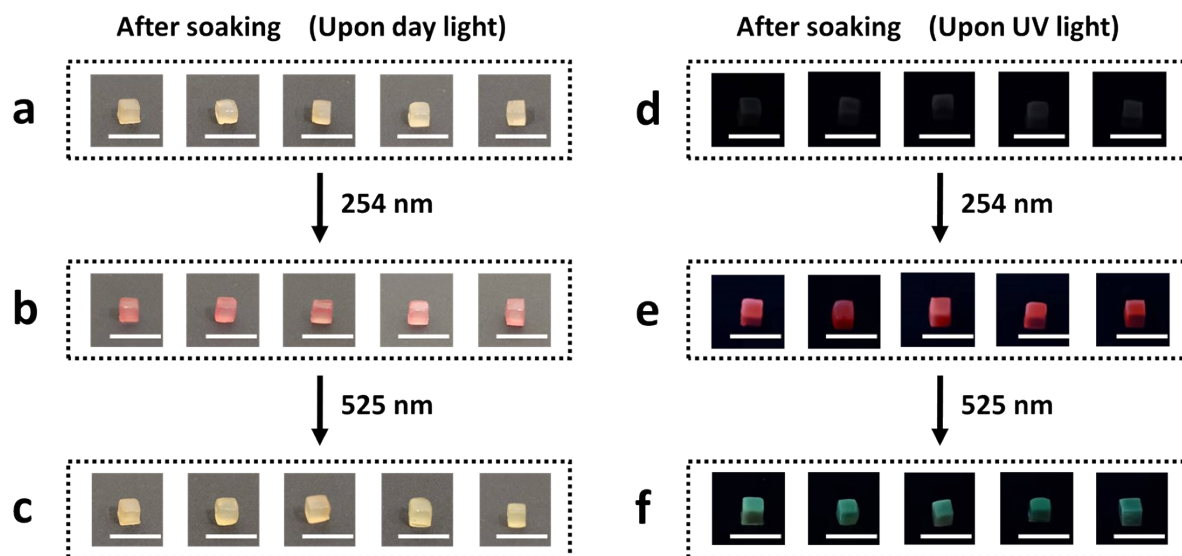 After soaking (Upon day light)
a
254 nm
b
525 nm
c
After soaking (Upon UV light)
d
254 nm
e
525 nm
f